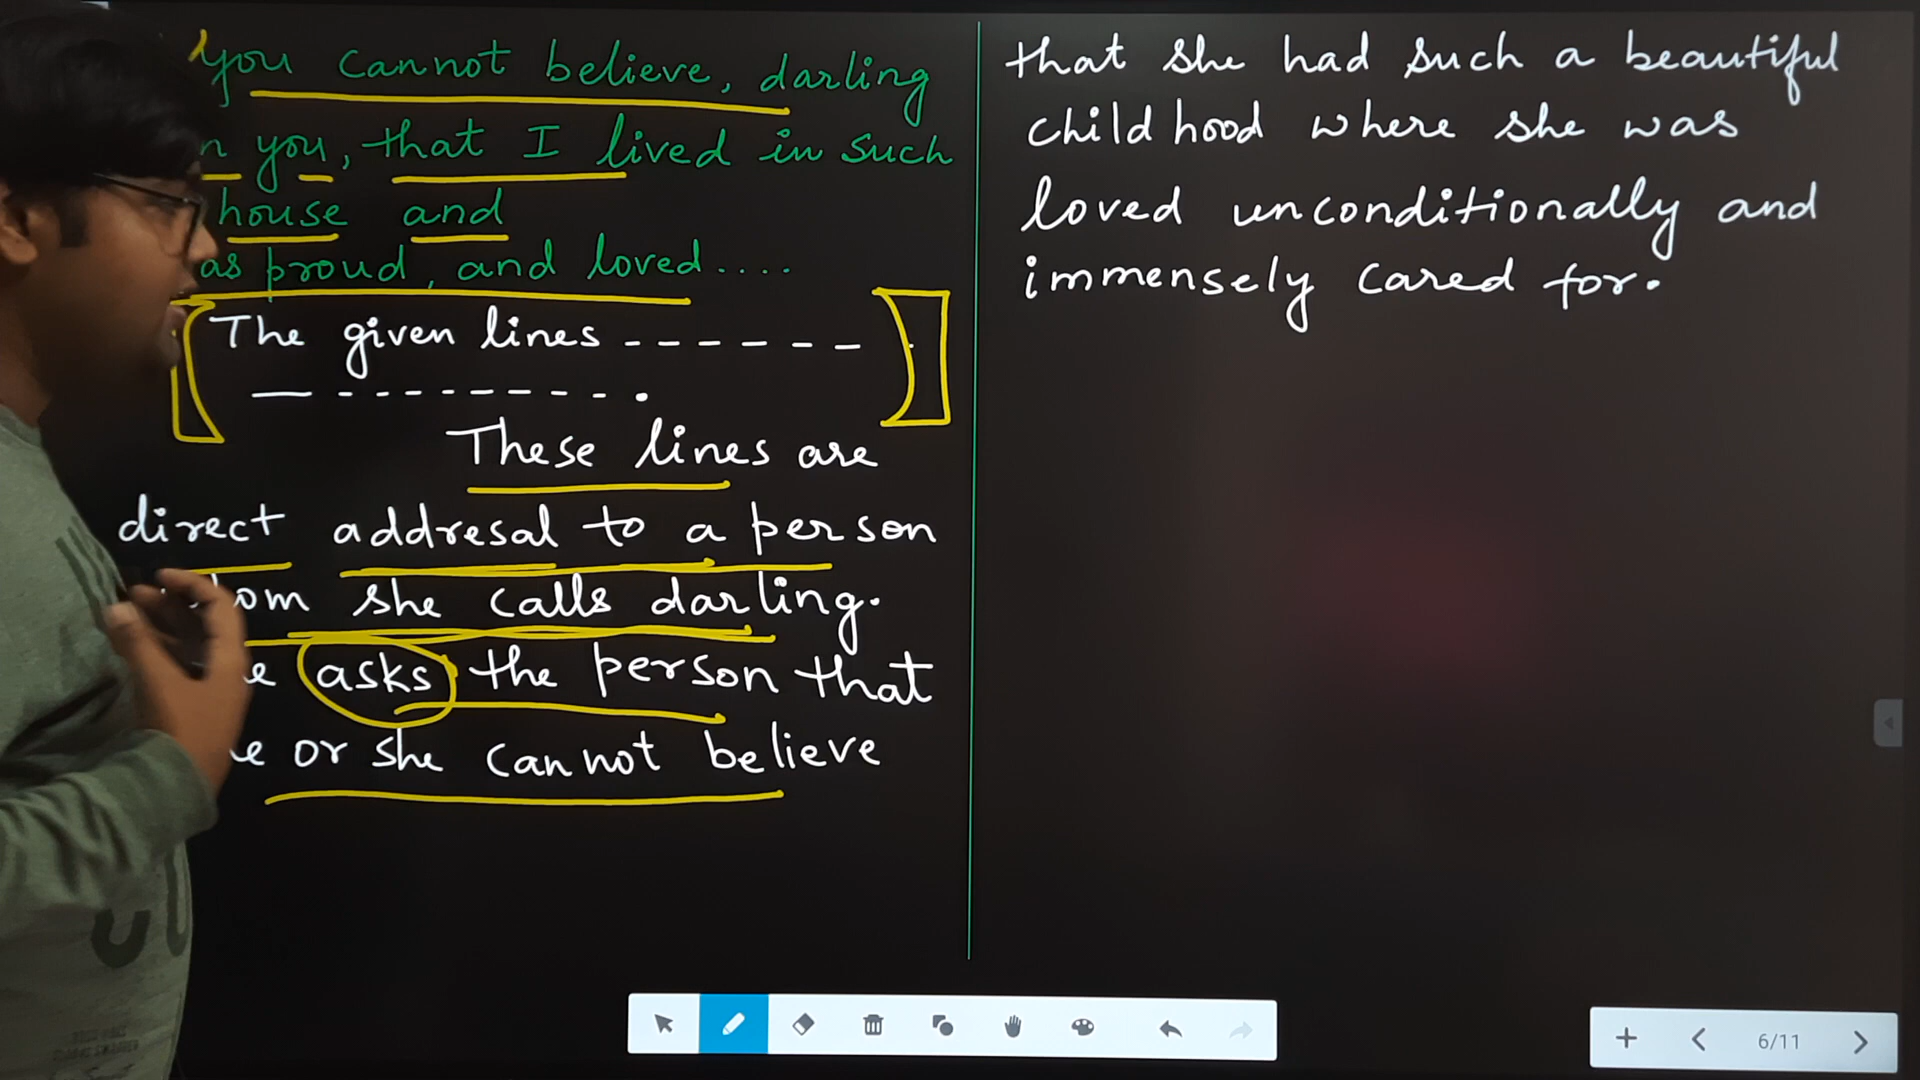 you cannot believe, darling
you, that I lived in such
house and
as proud, and loved....
The given lines ------
----------.
These lines are
direct addresal to a person
om she calls darling.
e asks the person that
e or she cannot believe
that she had such a beautiful
childhood where she was
loved unconditionally and
immensely cared for.
6/11